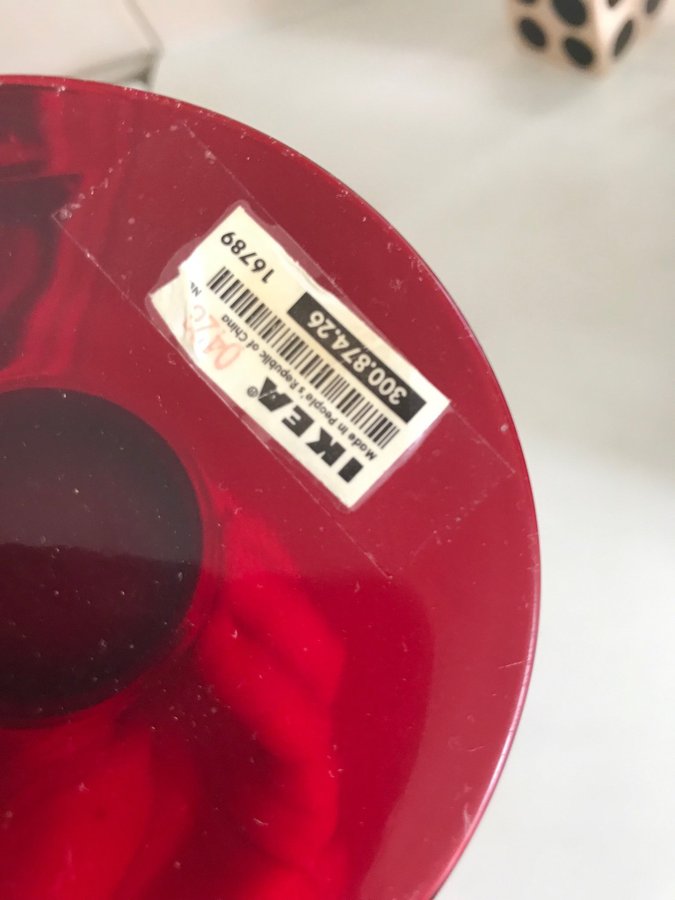 IKEA®
Made in People's Republic of China
300.874.26
16789